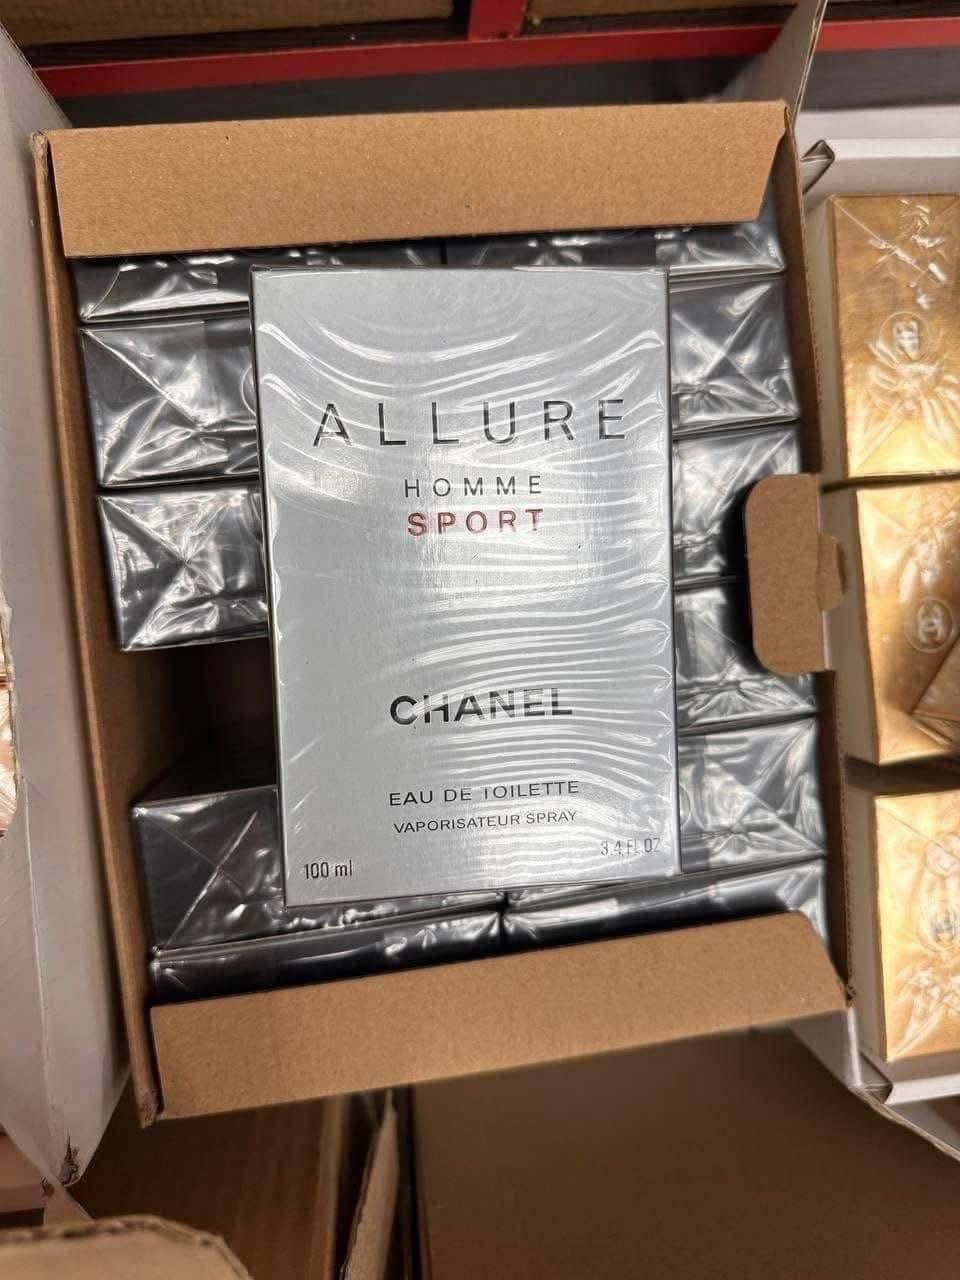 ALLURE
HOMME
SPORT
CHANEL
EAU DE TOILETTE
VAPORISATEUR SPRAY
100 ml
3.4 FL.OZ